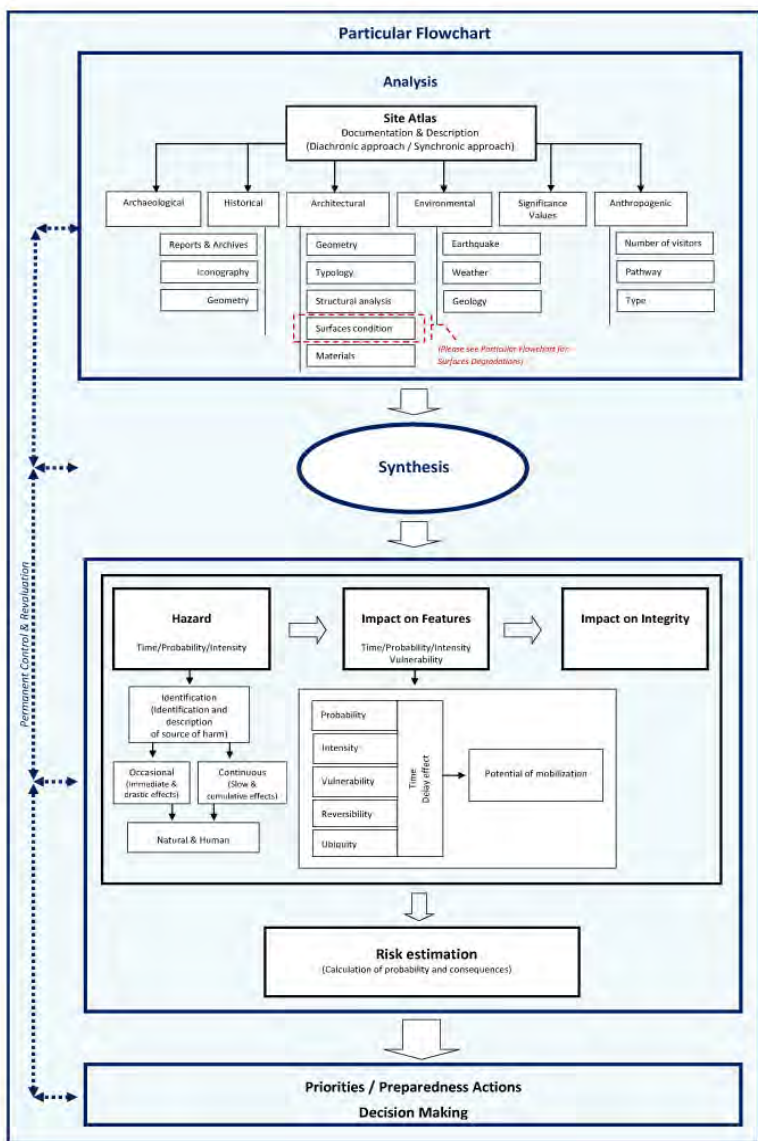 Particular Flowchart
Analysis
Site Atlas
Documentation & Description
(Diachronic approach / Synchronic approach)
Archaeological
Historical
Architectural
Environmental
Significance
Values
Anthropogenic
Reports & Archives
Iconography
Geometry
Geometry
Typology
Structural analysis
Surfaces condition
Materials
Earthquake
Weather
Geology
(Please see Particular Flowchart for
Surfaces Degradations)
Number of visitors
Pathway
Type
Synthesis
Permanent Control & Revaluation
Hazard
Time/Probability/Intensity
Impact on Features
Time/Probability/Intensity
Vulnerability
Impact on Integrity
Identification
(Identification and
description
of source of harm)
Occasional
(Immediate &
drastic effects)
Continuous
(Slow &
comulative effects)
Natural & Human
Probability
Intensity
Vulnerability
Reversibility
Ubiquity
Time
Delay effect
Potential of mobilization
Risk estimation
(Calculation of probability and consequences)
Priorities / Preparedness Actions
Decision Making